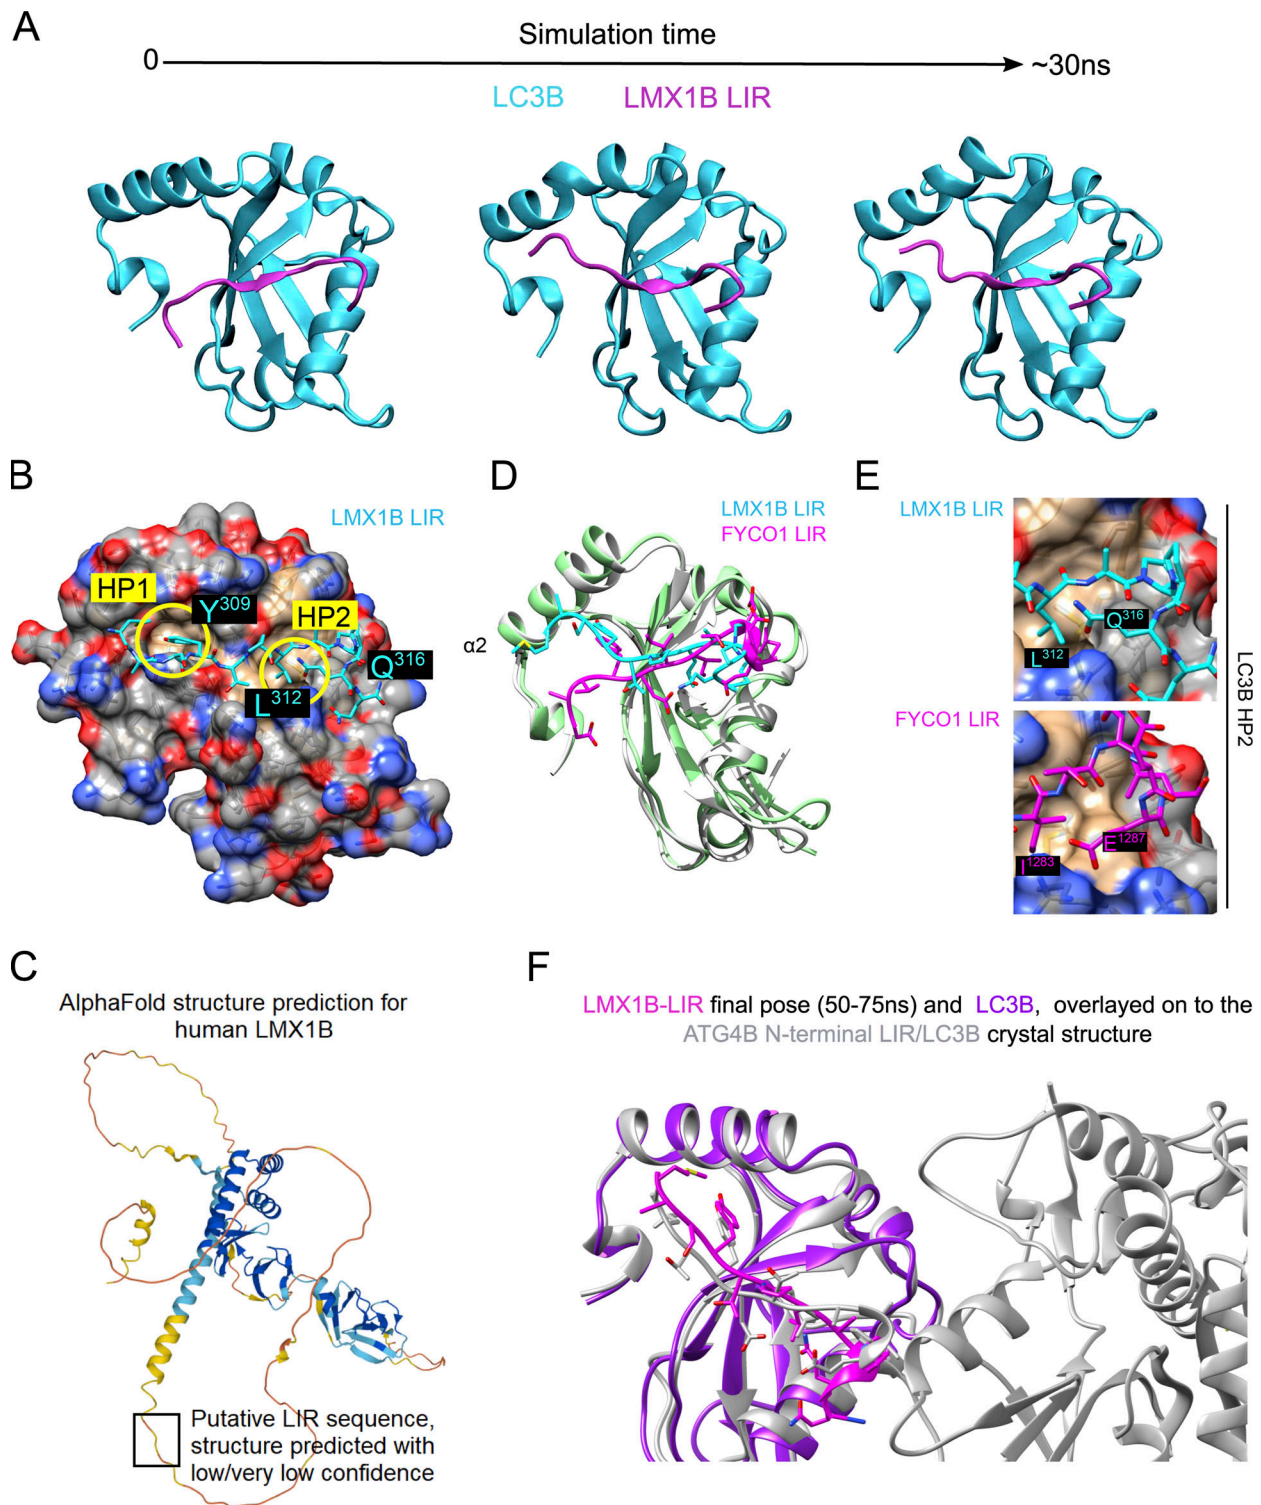 A
Simulation time
0
~30ns
LC3B LMX1B LIR
B
LMX1B LIR
HP1
Y309
HP2
L312
Q316
D
LMX1B LIR
FYCO1 LIR
α2
E
LMX1B LIR
Q316
L312
FYCO1 LIR
E1287
I1283
LC3B HP2
C
AlphaFold structure prediction for
human LMX1B
Putative LIR sequence,
structure predicted with
low/very low confidence
F
LMX1B-LIR final pose (50-75ns) and LC3B, overlayed on to the
ATG4B N-terminal LIR/LC3B crystal structure